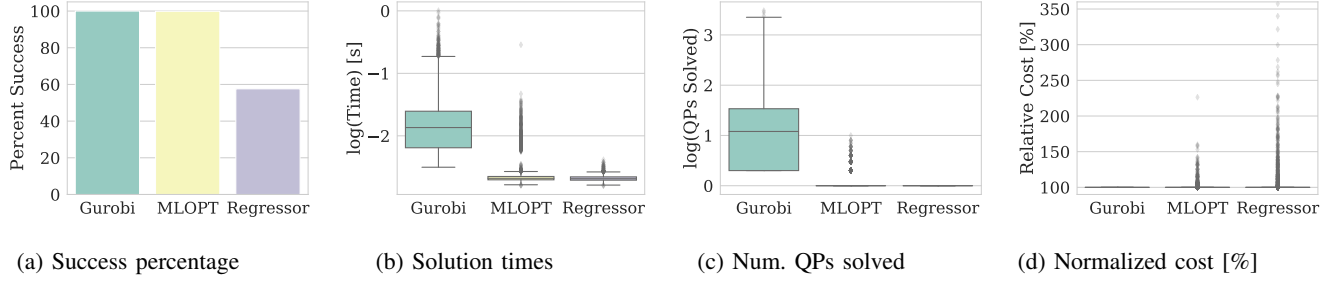 Percent Success
100
80
60
40
20
0
Gurobi MLOPT Regressor
(a) Success percentage
log(Time) [s]
0
−1
−2
Gurobi MLOPT Regressor
(b) Solution times
log(QPs Solved)
3
2
1
0
Gurobi MLOPT Regressor
(c) Num. QPs solved
Relative Cost [%]
350
300
250
200
150
100
Gurobi MLOPT Regressor
(d) Normalized cost [%]